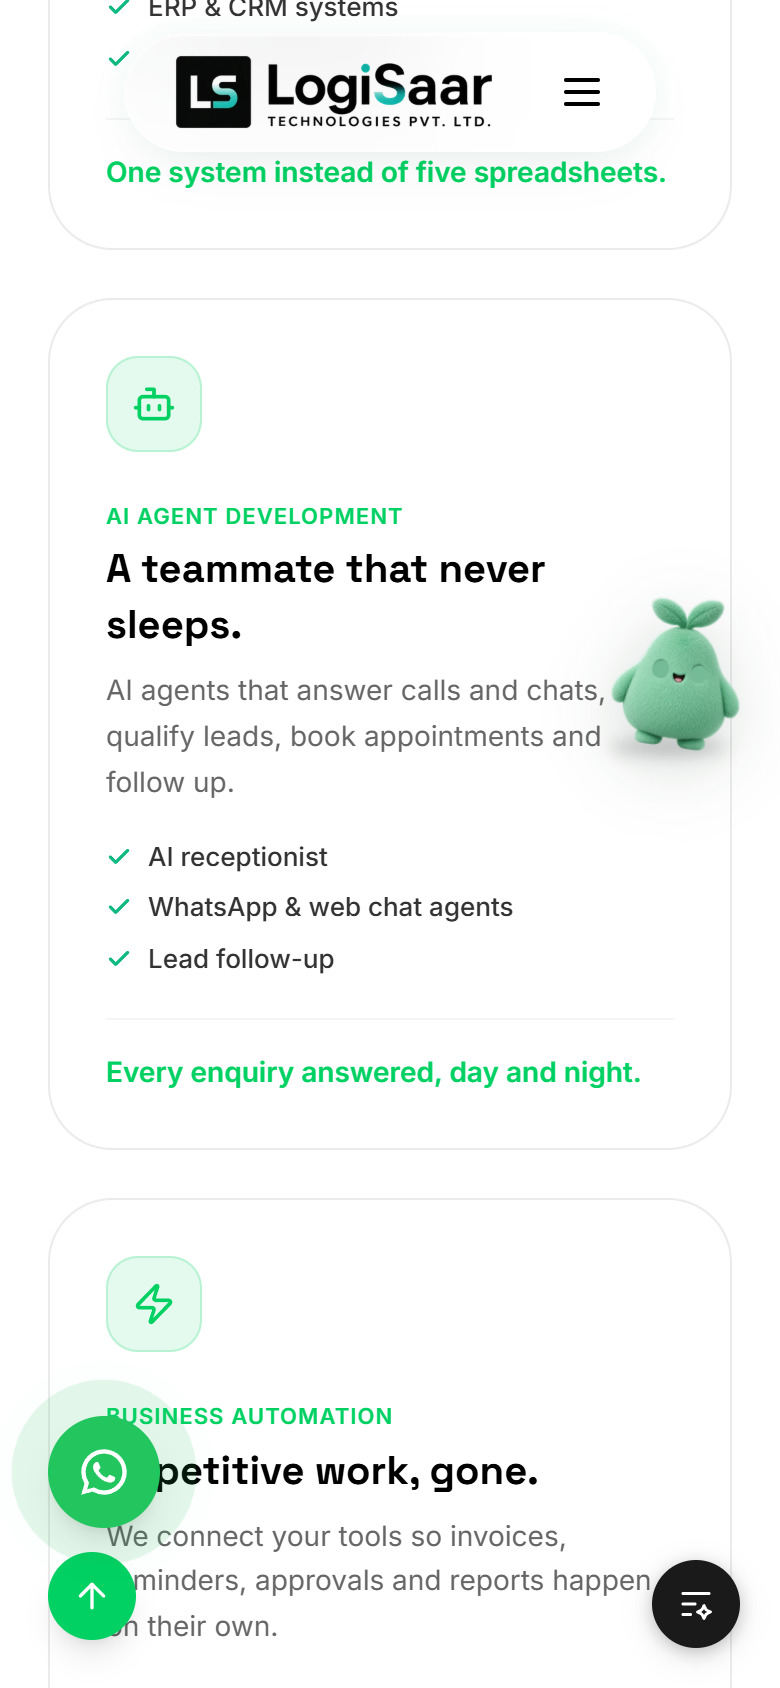 ERP & CRM systems
LS LogiSaar
TECHNOLOGIES PVT. LTD.
One system instead of five spreadsheets.
AI AGENT DEVELOPMENT
A teammate that never
sleeps.
AI agents that answer calls and chats,
qualify leads, book appointments and
follow up.
AI receptionist
WhatsApp & web chat agents
Lead follow-up
Every enquiry answered, day and night.
BUSINESS AUTOMATION
petitive work, gone.
We connect your tools so invoices,
minders, approvals and reports happen
on their own.